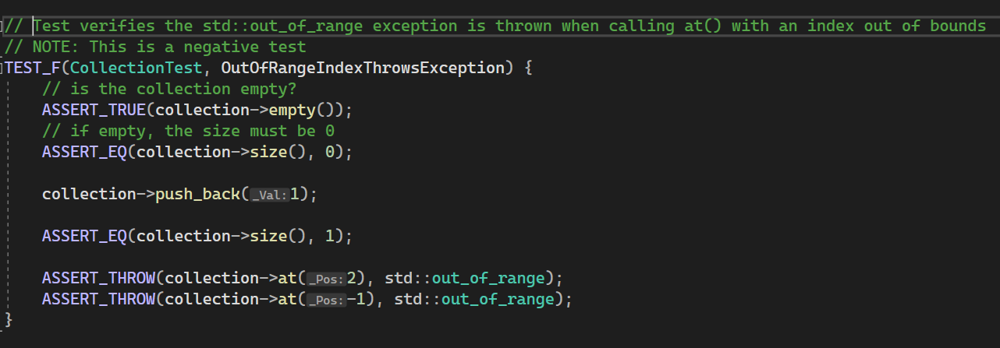 // Test verifies the std::out_of_range exception is thrown when calling at() with an index out of bounds
// NOTE: This is a negative test
TEST_F(CollectionTest, OutOfRangeIndexThrowsException) {
    // is the collection empty?
    ASSERT_TRUE(collection->empty());
    // if empty, the size must be 0
    ASSERT_EQ(collection->size(), 0);

    collection->push_back(_Val:1);

    ASSERT_EQ(collection->size(), 1);

    ASSERT_THROW(collection->at(_Pos:2), std::out_of_range);
    ASSERT_THROW(collection->at(_Pos:-1), std::out_of_range);
}